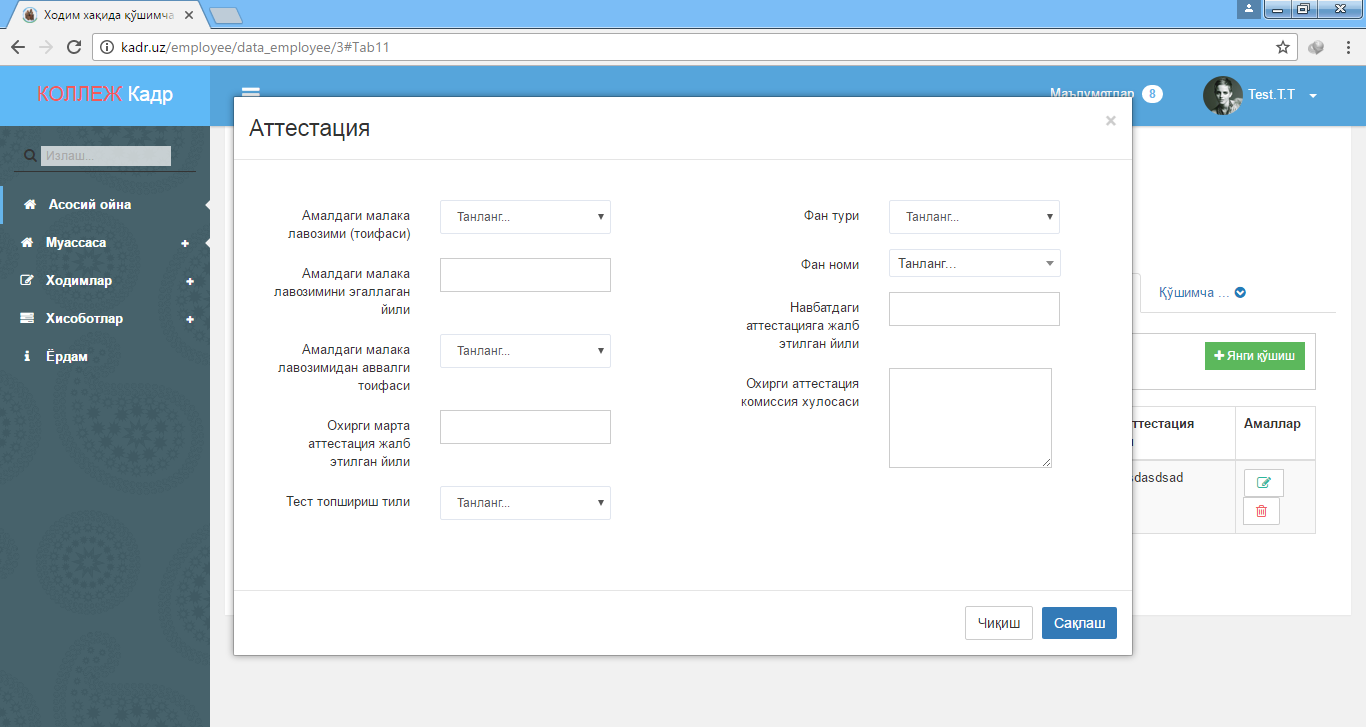 Ходим хақида қўшимча
kadr.uz/employee/data_employee/3#Tab11
КОЛЛЕЖ Кадр
Маълумотлар 8
Test.T.T
Излаш...
Асосий ойна
Муассаса
Ходимлар
Хисоботлар
Ёрдам
Аттестация
×
Амалдаги малака
лавозими (тоифаси)
Танланг...
Амалдаги малака
лавозимини эгаллаган
йили
Амалдаги малака
лавозимидан аввалги
тоифаси
Танланг...
Охирги марта
аттестация жалб
этилган йили
Тест топшириш тили
Танланг...
Фан тури
Танланг...
Фан номи
Танланг...
Навбатдаги
аттестацияга жалб
этилган йили
Охирги аттестация
комиссия хулосаси
Чиқиш
Сақлаш
Қўшимча ...
Янги қўшиш
ттестация
Амаллар
dasdsad